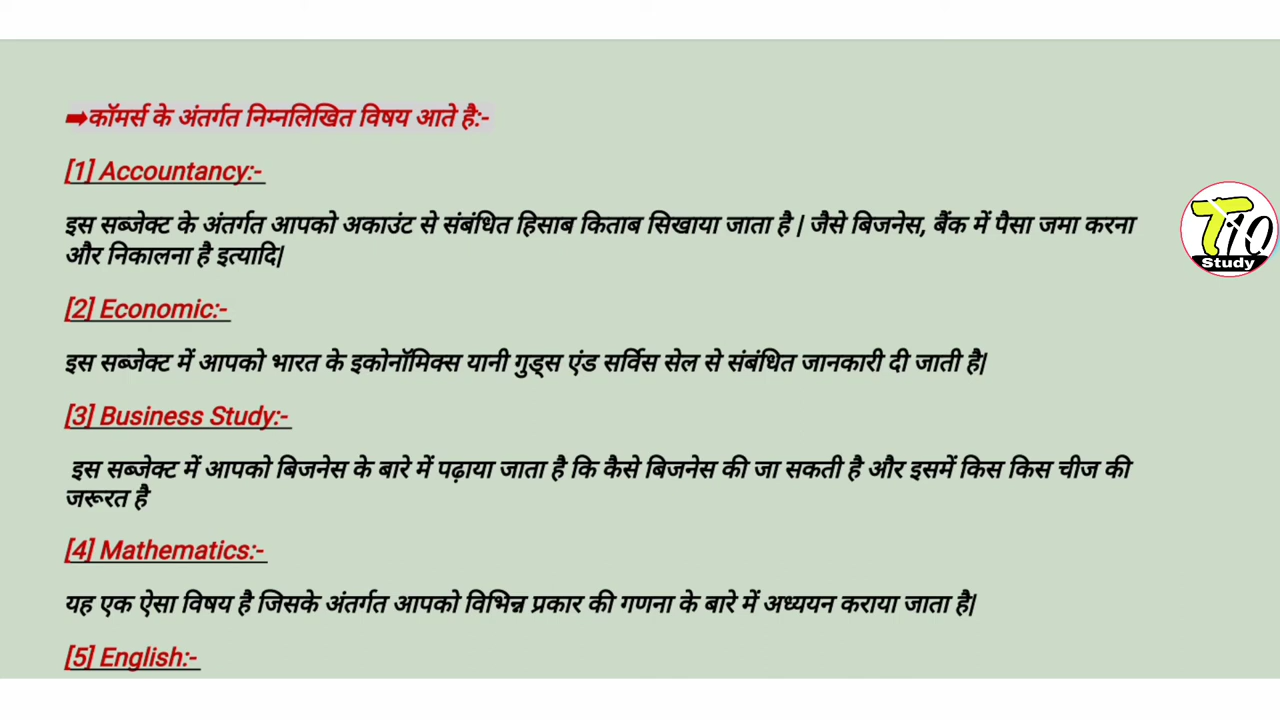 ➡कॉमर्स के अंतर्गत निम्नलिखित विषय आते है:-
[1] Accountancy:-
इस सब्जेक्ट के अंतर्गत आपको अकाउंट से संबंधित हिसाब किताब सिखाया जाता है | जैसे बिजनेस, बैंक में पैसा जमा करना
और निकालना है इत्यादि|
[2] Economic:-
इस सब्जेक्ट में आपको भारत के इकोनॉमिक्स यानी गुड्स एंड सर्विस सेल से संबंधित जानकारी दी जाती है|
[3] Business Study:-
इस सब्जेक्ट में आपको बिजनेस के बारे में पढ़ाया जाता है कि कैसे बिजनेस की जा सकती है और इसमें किस किस चीज की
जरूरत है
[4] Mathematics:-
यह एक ऐसा विषय है जिसके अंतर्गत आपको विभिन्न प्रकार की गणना के बारे में अध्ययन कराया जाता है|
[5] English:-
T10
Study